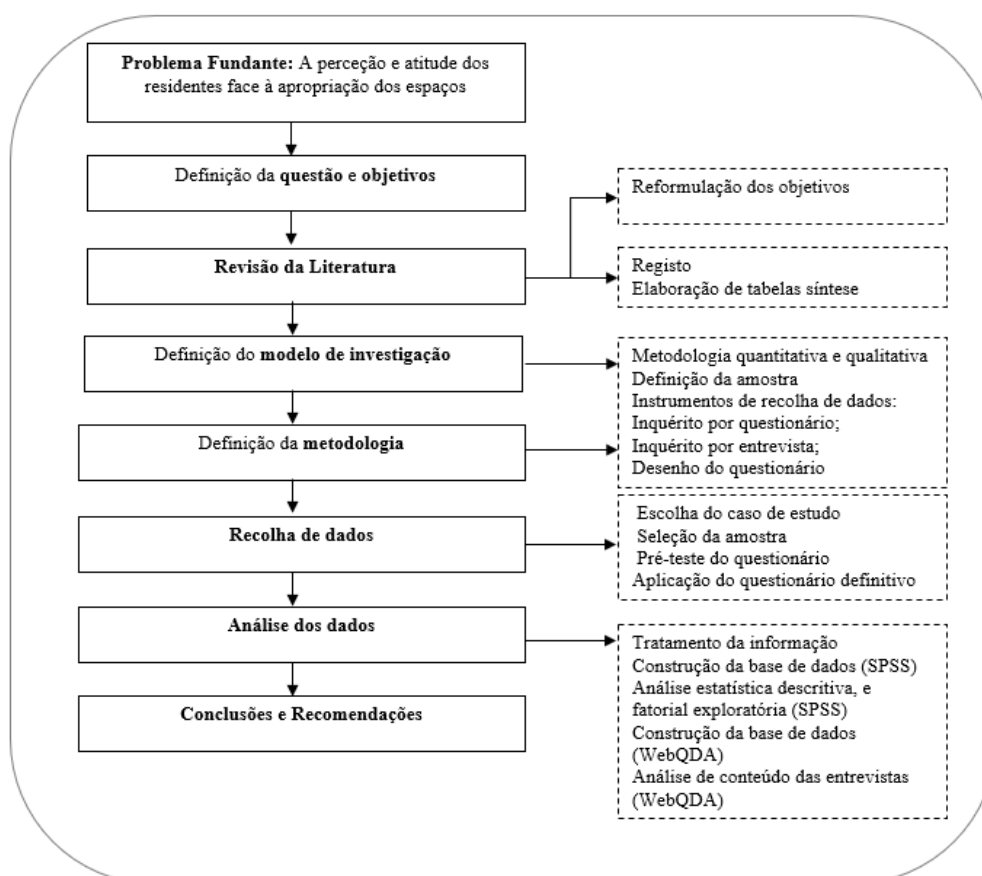 Problema Fundante: A perceção e atitude dos
residentes face à apropriação dos espaços
Definição da questão e objetivos
Reformulação dos objetivos
Revisão da Literatura
Registo
Elaboração de tabelas síntese
Definição do modelo de investigação
Metodologia quantitativa e qualitativa
Definição da amostra
Instrumentos de recolha de dados:
Inquérito por questionário;
Inquérito por entrevista;
Desenho do questionário
Definição da metodologia
Recolha de dados
Escolha do caso de estudo
Seleção da amostra
Pré-teste do questionário
Aplicação do questionário definitivo
Análise dos dados
Tratamento da informação
Construção da base de dados (SPSS)
Análise estatística descritiva, e
fatorial exploratória (SPSS)
Construção da base de dados
(WebQDA)
Análise de conteúdo das entrevistas
(WebQDA)
Conclusões e Recomendações